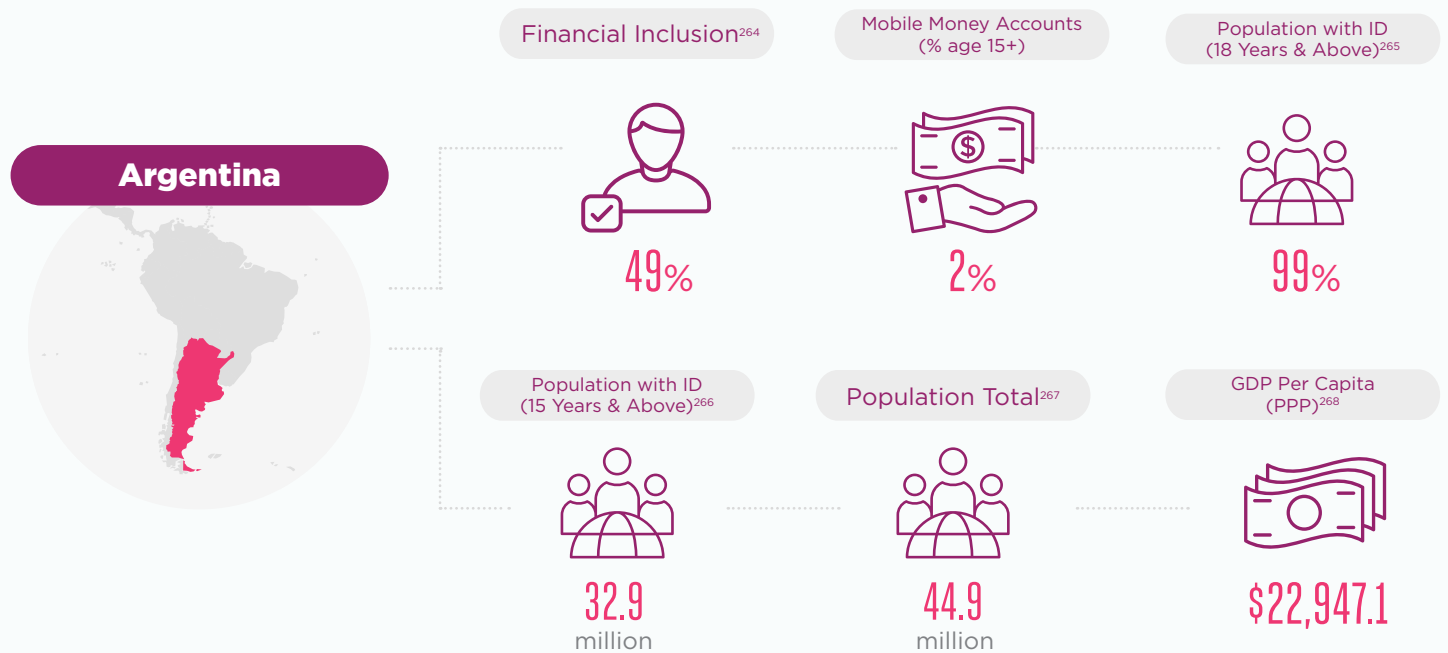 Argentina
Financial Inclusion264
Mobile Money Accounts
(% age 15+)
Population with ID
(18 Years & Above)265
$
49%
2%
99%
Population with ID
(15 Years & Above)266
Population Total267
GDP Per Capita
(PPP)268
32.9
million
44.9
million
$22,947.1